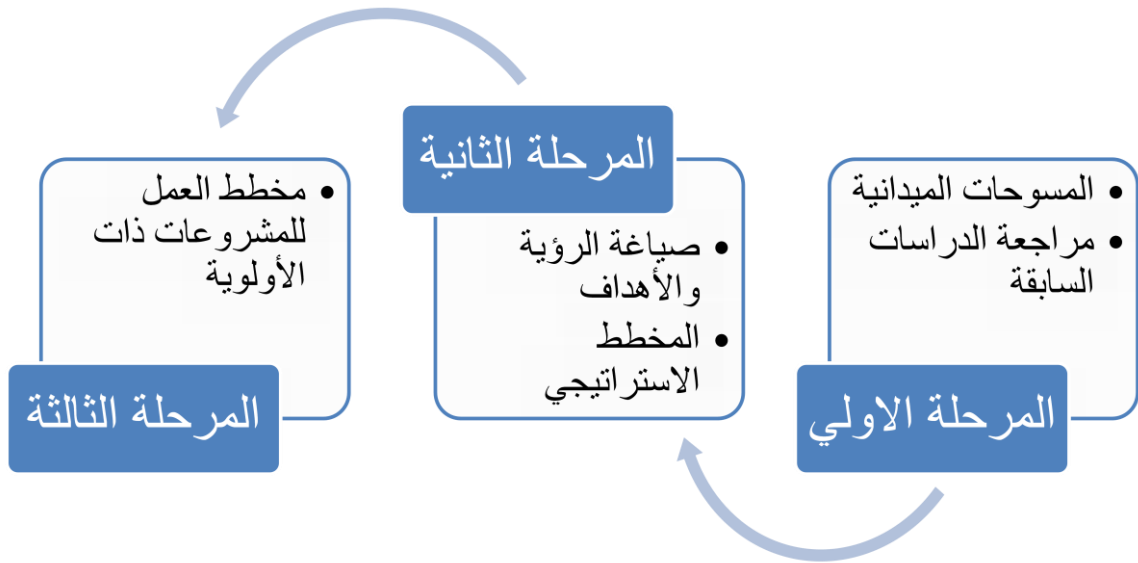 المرحلة الاولي
• المسوحات الميدانية
• مراجعة الدراسات
السابقة
المرحلة الثانية
• صياغة الرؤية
والأهداف
• المخطط
الاستراتيجي
المرحلة الثالثة
• مخطط العمل
للمشروعات ذات
الأولوية